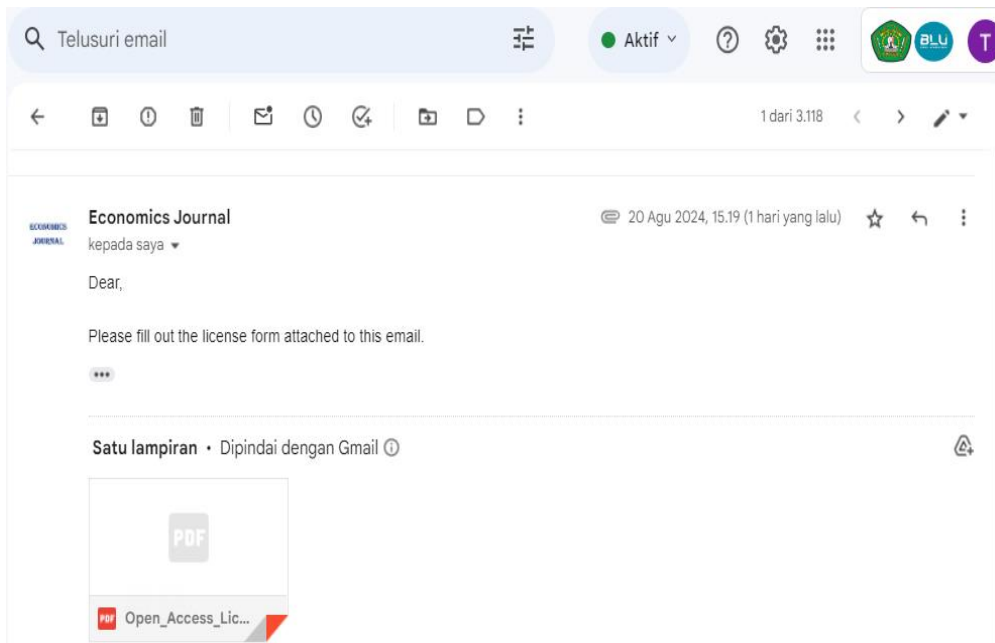 Telusuri email
Aktif
BLU
T
1 dari 3.118
ECONOMICS
JOURNAL
Economics Journal
20 Agu 2024, 15.19 (1 hari yang lalu)
kepada saya
Dear,
Please fill out the license form attached to this email.
Satu lampiran • Dipindai dengan Gmail
PDF
PDF Open_Access_Lic...